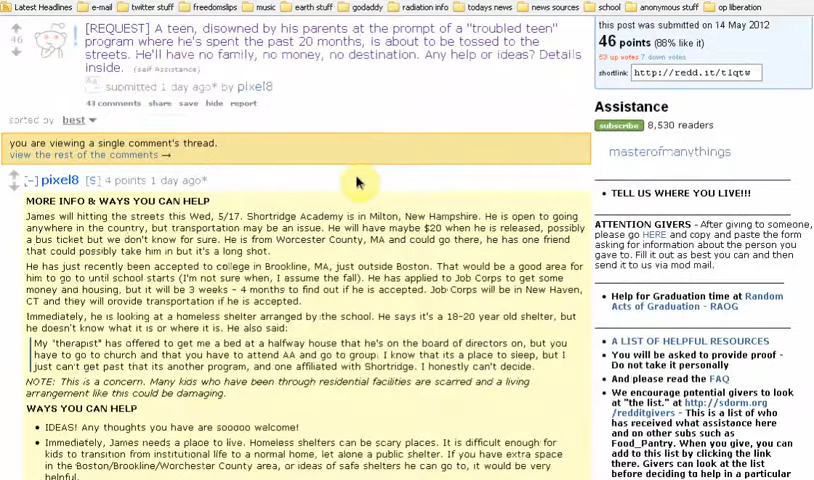 Latest Headlines e-mail twitter stuff freedomslips music earth stuff godaddy radiation info todays news news sources school anonymous stuff op liberation
46
[REQUEST] A teen, disowned by his parents at the prompt of a "troubled teen"
program where he's spent the past 20 months, is about to be tossed to the
streets. He'll have no family, no money, no destination. Any help or ideas? Details
inside. (self Assistance)
submitted 1 day ago* by pixel8
43 comments share save hide report
sorted by best
you are viewing a single comment's thread.
view the rest of the comments →
[-] pixel8 [S] 4 points 1 day ago*
MORE INFO & WAYS YOU CAN HELP
James will hitting the streets this Wed, 5/17. Shortridge Academy is in Milton, New Hampshire. He is open to going
anywhere in the country, but transportation may be an issue. He will have maybe $20 when he is released, possibly
a bus ticket but we don't know for sure. He is from Worcester County, MA and could go there, he has one friend
that could possibly take him in but it's a long shot.
He has just recently been accepted to college in Brookline, MA, just outside Boston. That would be a good area for
him to go to until school starts (I'm not sure when, I assume the fall). He has applied to Job Corps to get some
money and housing, but it will be 3 weeks - 4 months to find out if he is accepted. Job Corps will be in New Haven,
CT and they will provide transportation if he is accepted.
Immediately, he is looking at a homeless shelter arranged by the school. He says it's a 18-20 year old shelter, but
he doesn't know what it is or where it is. He also said:
My "therapist" has offered to get me a bed at a halfway house that he's on the board of directors on, but you
have to go to church and that you have to attend AA and go to group. I know that its a place to sleep, but I
just can't get past that its another program, and one affiliated with Shortridge. I honestly can't decide.
NOTE: This is a concern. Many kids who have been through residential facilities are scarred and a living
arrangement like this could be damaging.
WAYS YOU CAN HELP
• IDEAS! Any thoughts you have are sooooo welcome!
• Immediately, James needs a place to live. Homeless shelters can be scary places. It is difficult enough for
kids to transition from institutional life to a normal home, let alone a public shelter. If you have extra space
in the Boston/Brookline/Worchester County area, or ideas of safe shelters he can go to, it would be very
helpful.
this post was submitted on 14 May 2012
46 points (88% like it)
53 up votes 7 down votes
shortlink: http://redd.it/tlqtw
Assistance
subscribe 8,530 readers
masterofmanythings
• TELL US WHERE YOU LIVE!!!
ATTENTION GIVERS - After giving to someone,
please go HERE and copy and paste the form
asking for information about the person you
gave to. Fill it out as best you can and then
send it to us via mod mail.
• Help for Graduation time at Random
Acts of Graduation - RAOG
• A LIST OF HELPFUL RESOURCES
• You will be asked to provide proof -
Do not take it personally
• And please read the FAQ
• We encourage potential givers to look
at "the list." at http://sdorm.org
/redditgivers - This is a list of who
has received what assistance here
and on other subs such as
Food_Pantry. When you give, you can
add to this list by clicking the link
there. Givers can look at the list
before deciding to help in a particular